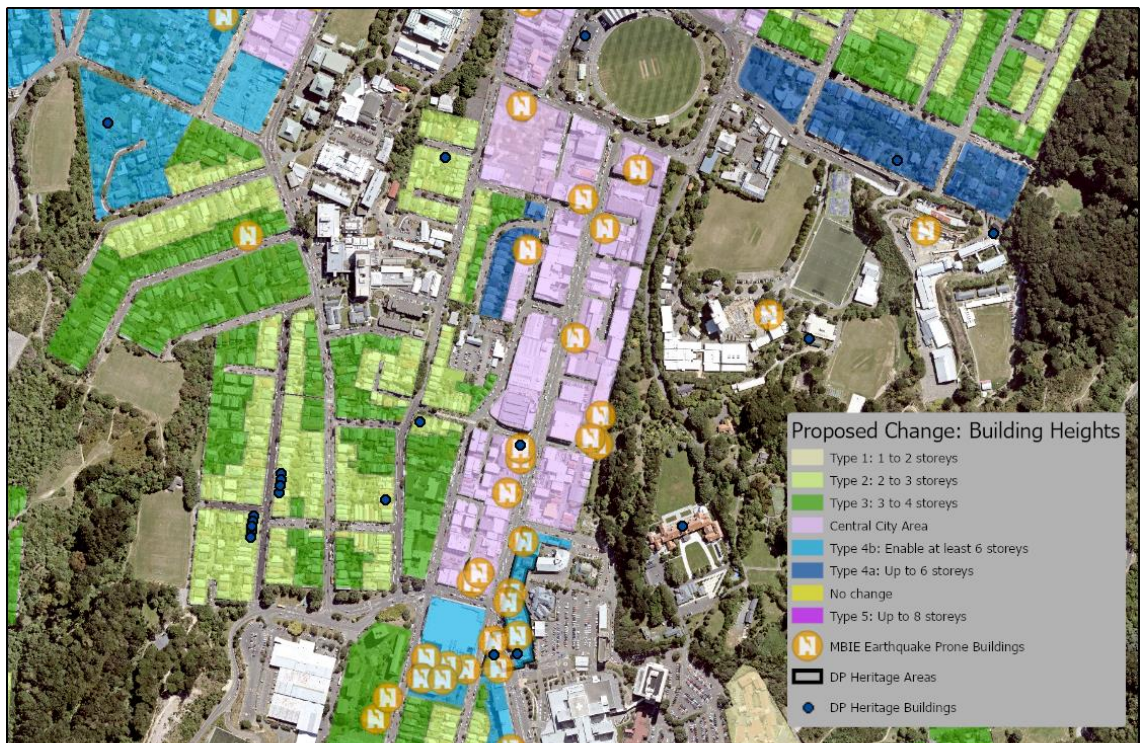 Proposed Change: Building Heights
Type 1: 1 to 2 storeys
Type 2: 2 to 3 storeys
Type 3: 3 to 4 storeys
Central City Area
Type 4b: Enable at least 6 storeys
Type 4a: Up to 6 storeys
No change
Type 5: Up to 8 storeys
MBIE Earthquake Prone Buildings
DP Heritage Areas
DP Heritage Buildings